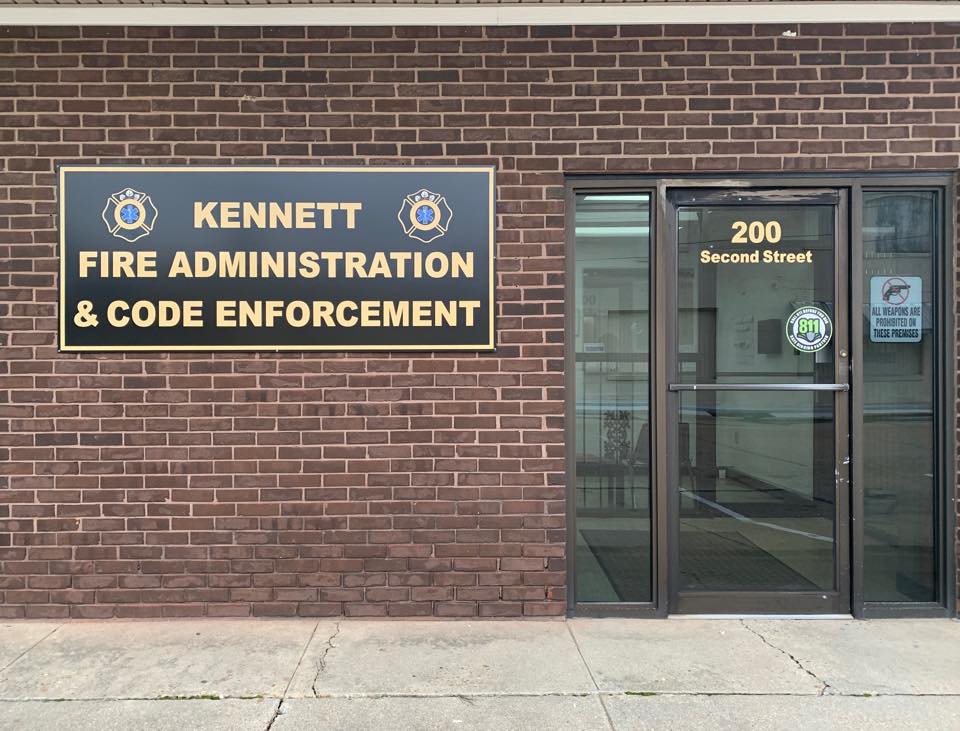 KENNETT
FIRE ADMINISTRATION
& CODE ENFORCEMENT
200
Second Street
811
ALL WEAPONS ARE
PROHIBITED ON
THESE PREMISES